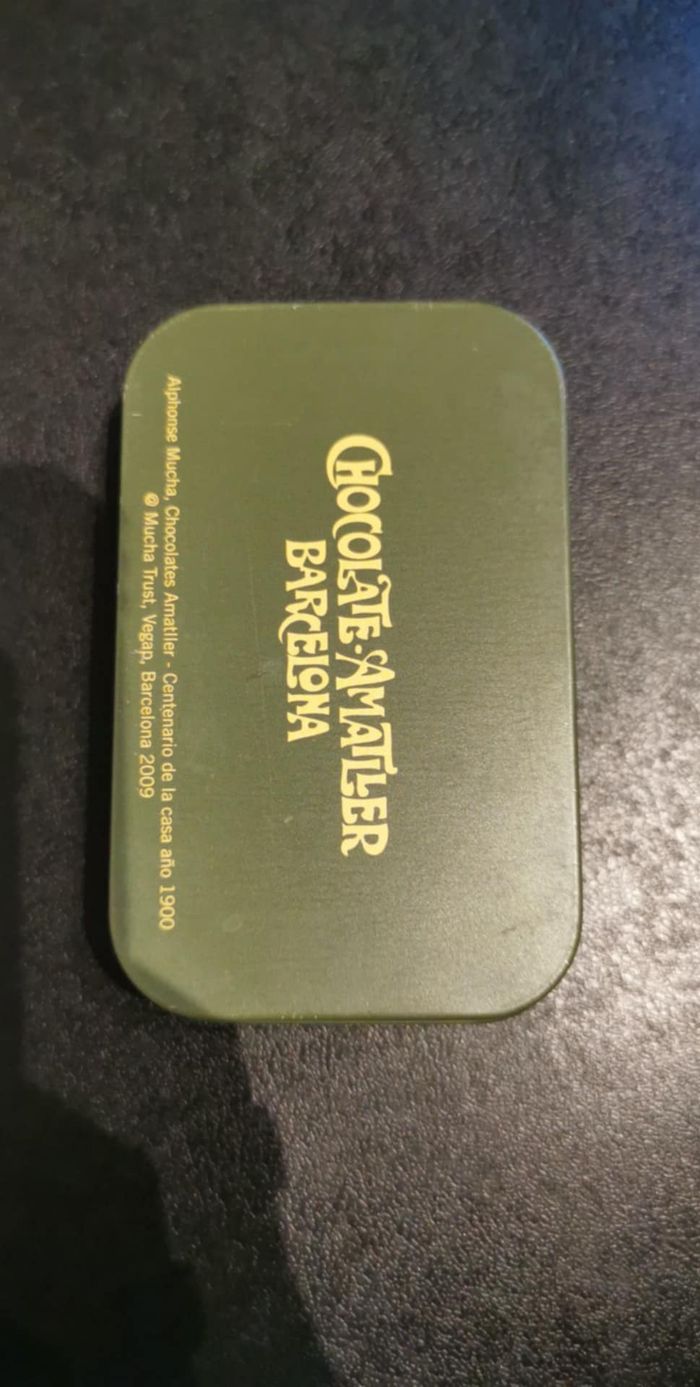 CHOCOLATE·AMATLLER
BARCELONA
Alphonse Mucha, Chocolates Amatller - Centenario de la casa año 1900
© Mucha Trust, Vegap, Barcelona 2009